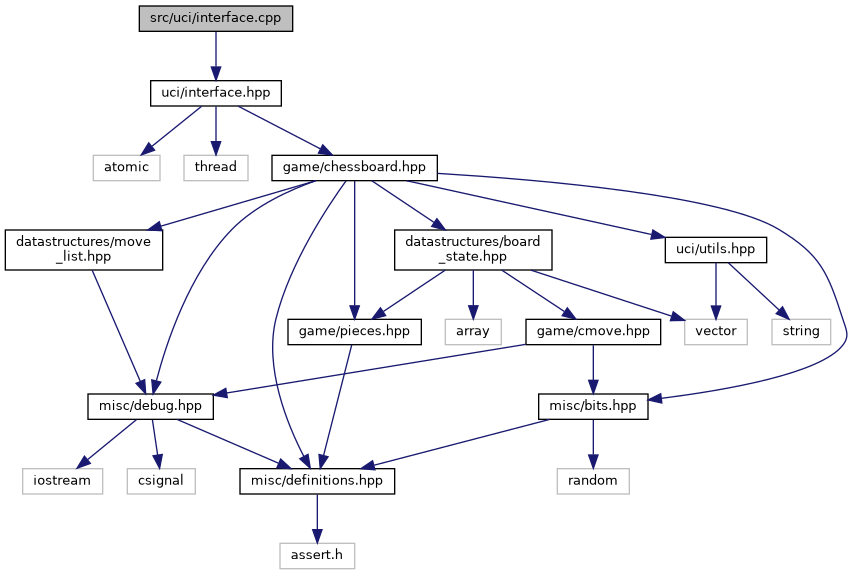 src/uci/interface.cpp
uci/interface.hpp
atomic
thread
game/chessboard.hpp
datastructures/move
_list.hpp
datastructures/board
_state.hpp
uci/utils.hpp
game/pieces.hpp
array
game/cmove.hpp
vector
string
misc/debug.hpp
misc/bits.hpp
iostream
csignal
misc/definitions.hpp
random
assert.h